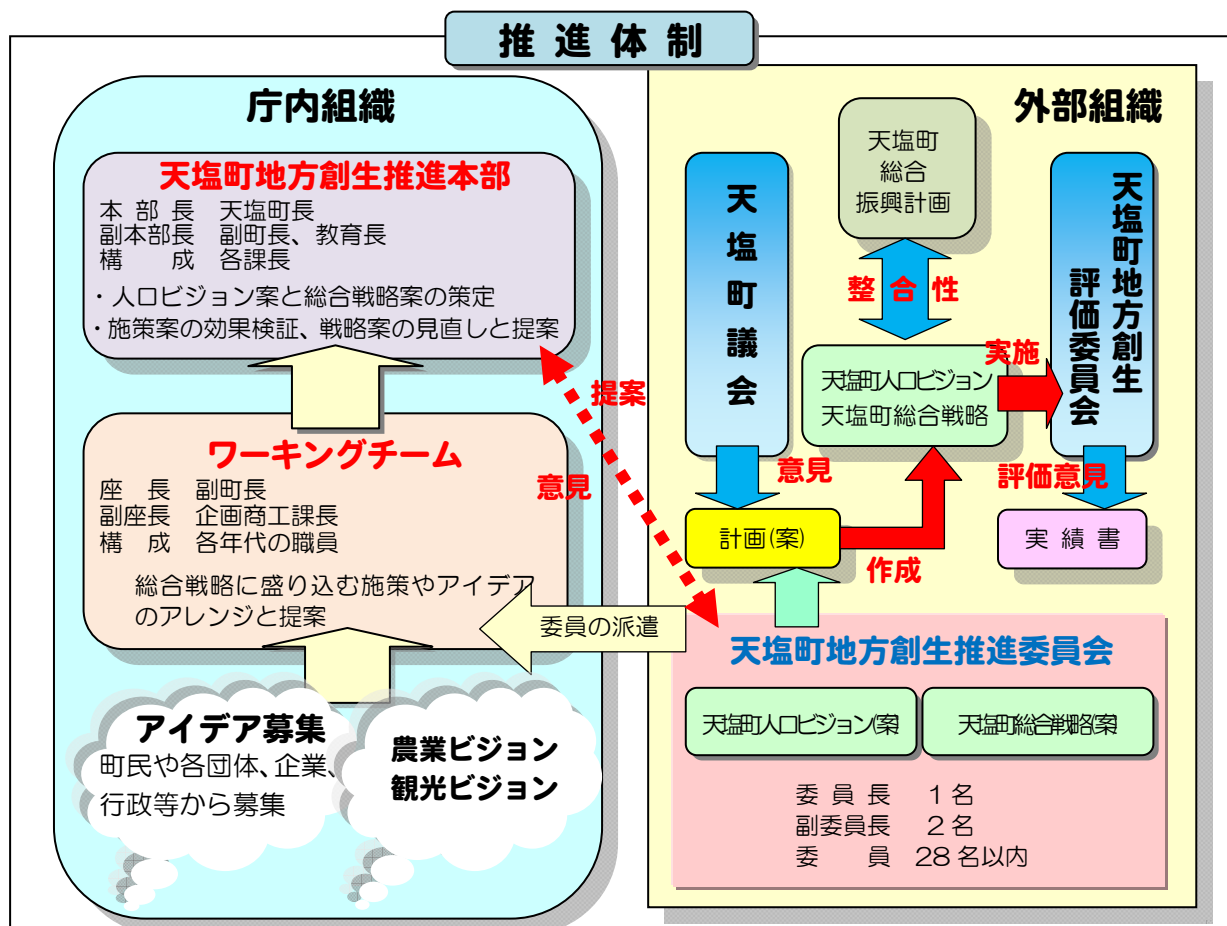 推進体制
庁内組織
天塩町地方創生推進本部
本部長 天塩町長
副本部長 副町長、教育長
構成 各課長
・人口ビジョン案と総合戦略案の策定
・施策案の効果検証、戦略案の見直しと提案
ワーキングチーム
座長 副町長
副座長 企画商工課長
構成 各年代の職員
総合戦略に盛り込む施策やアイデア
のアレンジと提案
アイデア募集
町民や各団体、企業、
行政等から募集
農業ビジョン
観光ビジョン
提案
意見
委員の派遣
外部組織
天塩町議会
天塩町
総合
振興計画
整合性
天塩町人口ビジョン
天塩町総合戦略
実施
天塩町地方創生
評価委員会
意見
評価意見
計画(案)
作成
実績書
天塩町地方創生推進委員会
天塩町人口ビジョン(案)
天塩町総合戦略(案)
委員長 1名
副委員長 2名
委員 28名以内